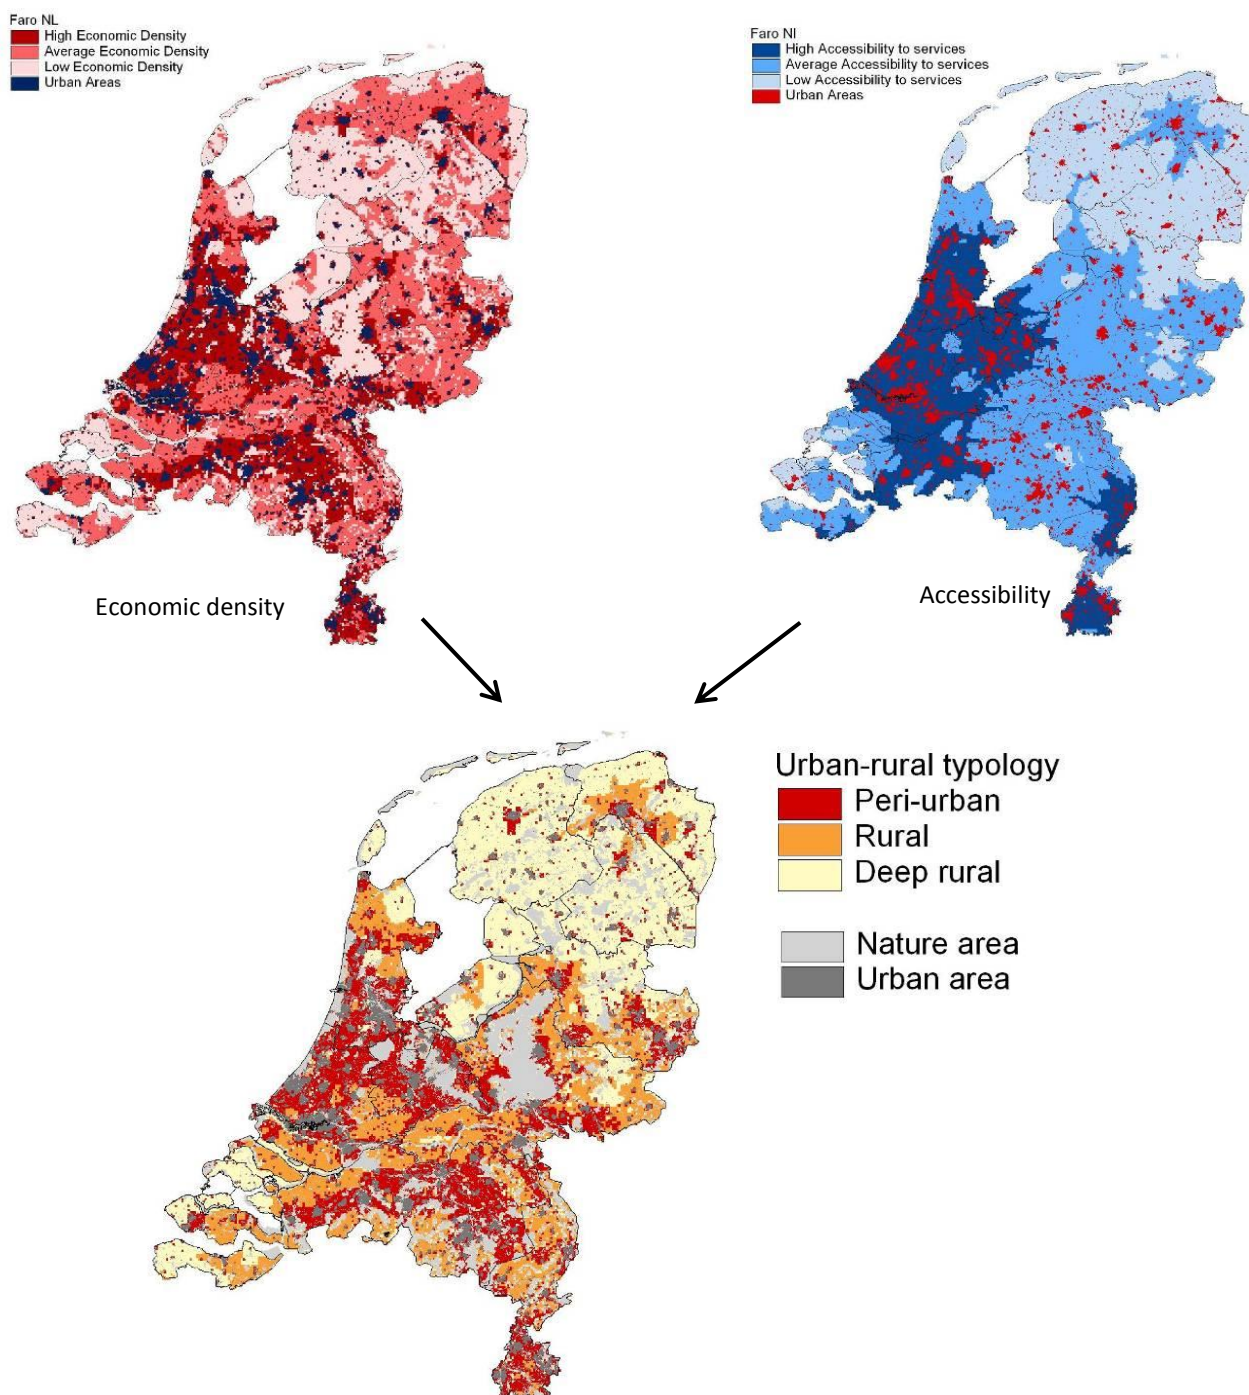 Faro NL
High Economic Density
Average Economic Density
Low Economic Density
Urban Areas
Faro Nl
High Accessibility to services
Average Accessibility to services
Low Accessibility to services
Urban Areas
Economic density
Accessibility
Urban-rural typology
Peri-urban
Rural
Deep rural
Nature area
Urban area